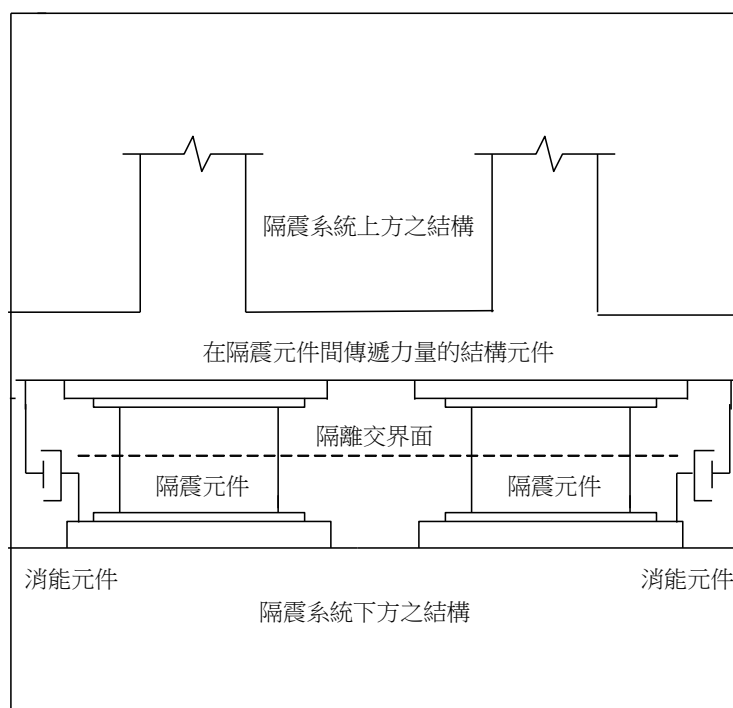 隔震系統上方之結構
在隔震元件間傳遞力量的結構元件
隔離交界面
隔震元件
隔震元件
消能元件
消能元件
隔震系統下方之結構